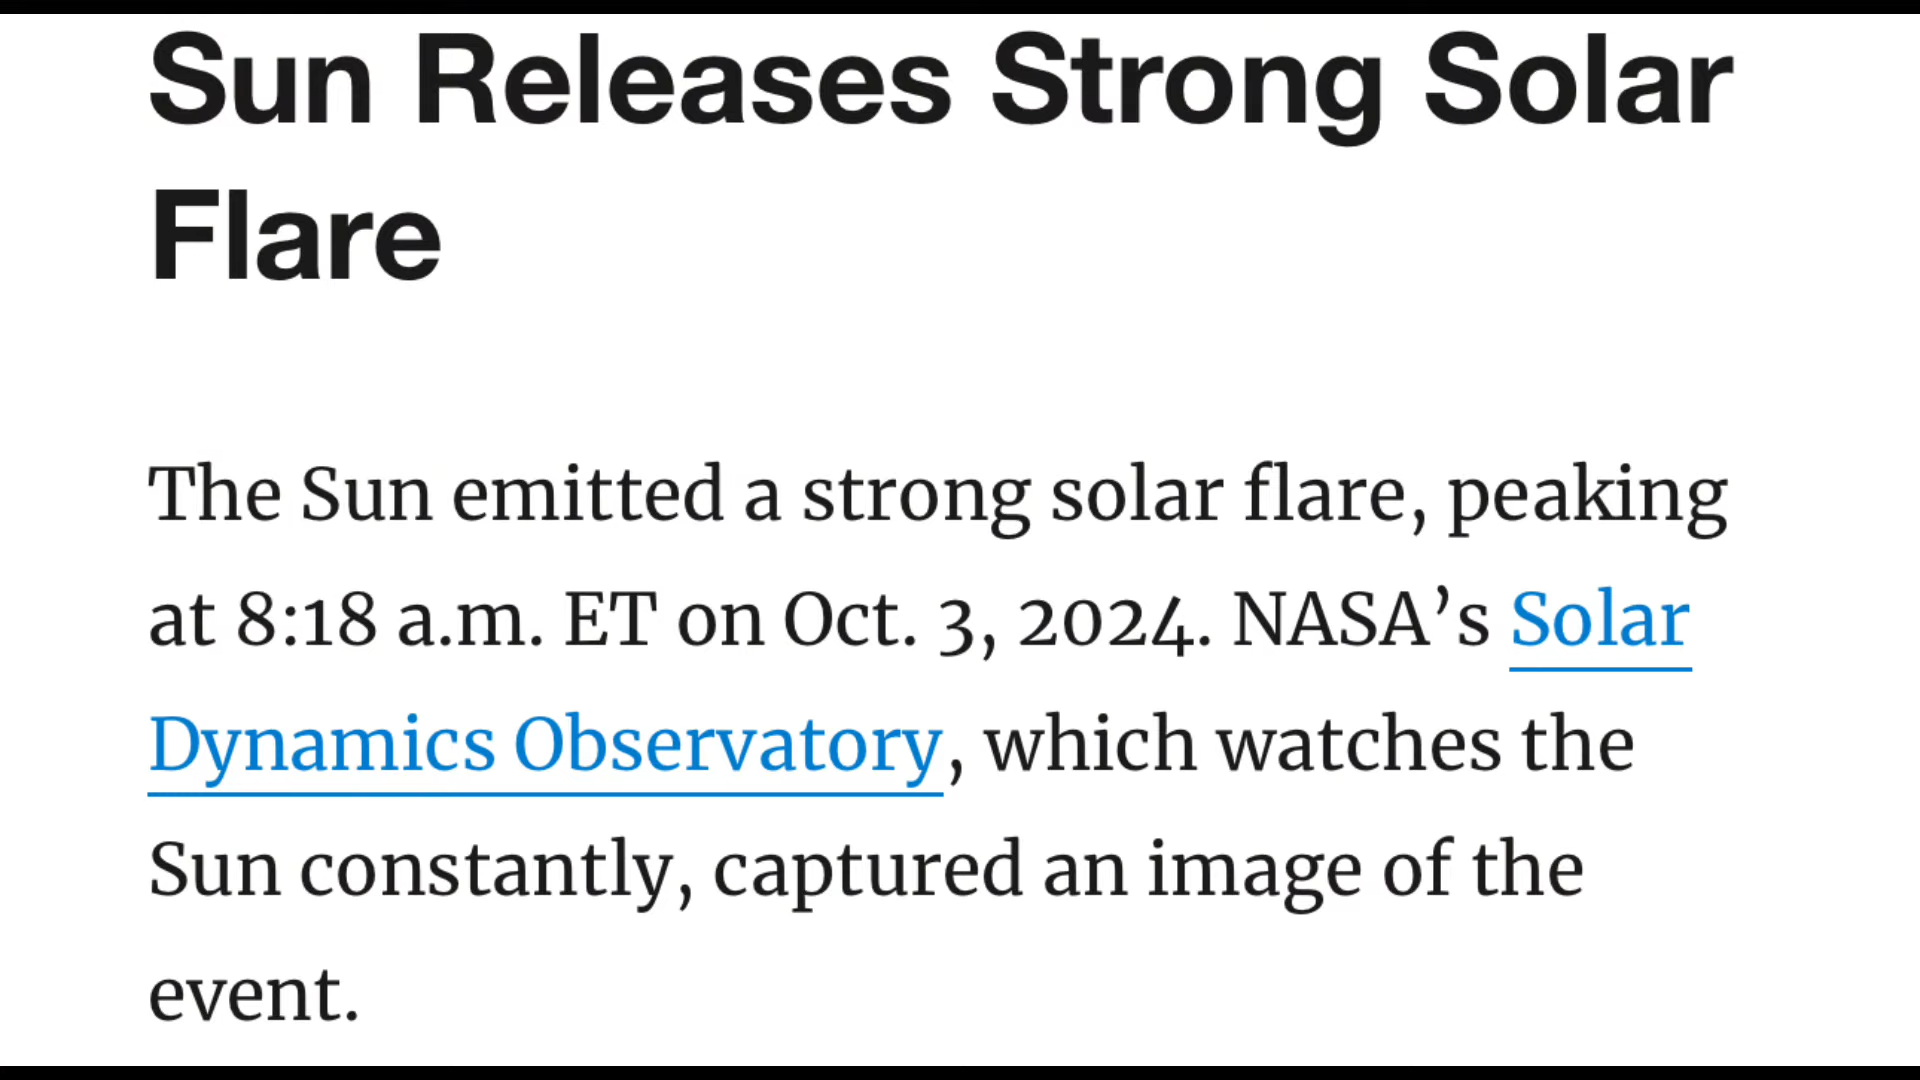 Sun Releases Strong Solar
Flare
The Sun emitted a strong solar flare, peaking
at 8:18 a.m. ET on Oct. 3, 2024. NASA’s Solar
Dynamics Observatory, which watches the
Sun constantly, captured an image of the
event.